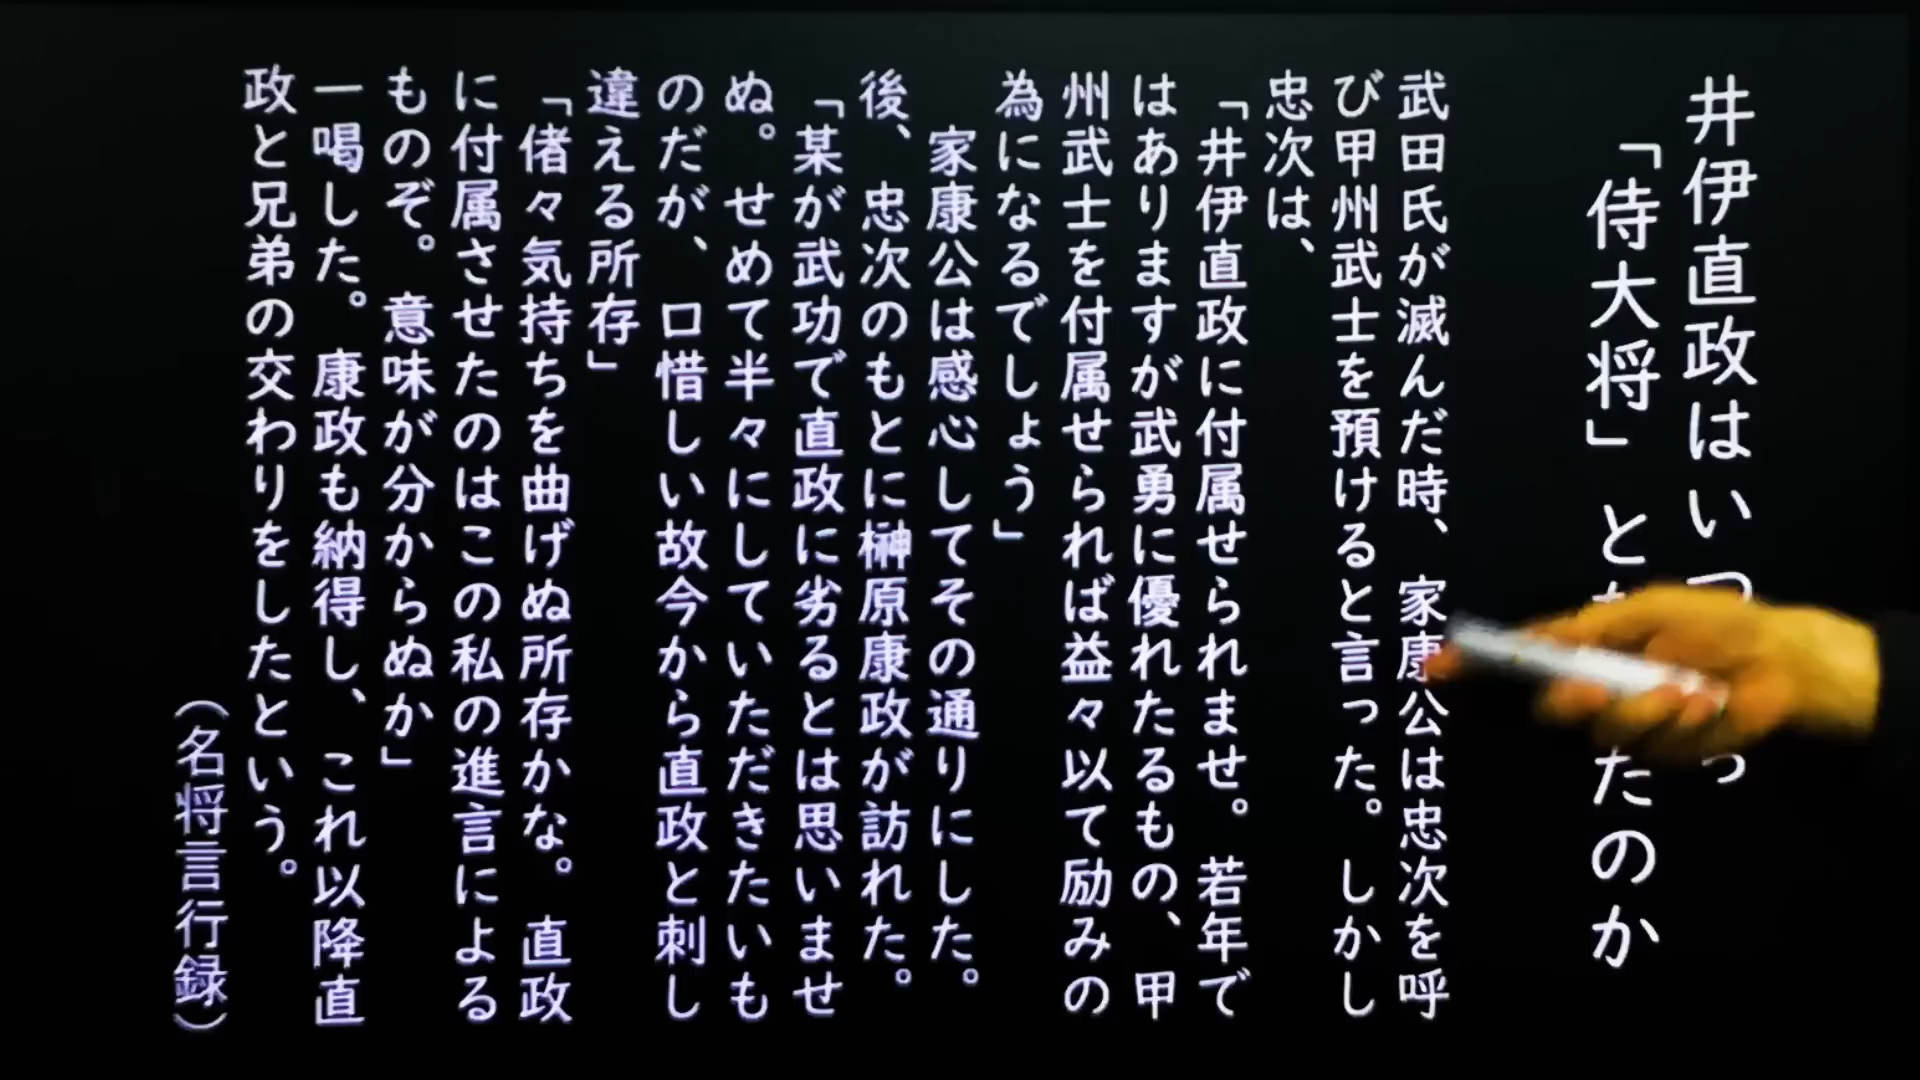 井伊直政はい
「侍大将」と たのか
武田氏が滅んだ時、家康公は忠次を呼
び甲州武士を預けると言った。しかし
忠次は、
「井伊直政に付属せられませ。若年で
はありますが武勇に優れたるもの、甲
州武士を付属せられば益々以て励みの
為になるでしょう」
家康公は感心してその通りにした。
後、忠次のもとに榊原康政が訪れた。
「某が武功で直政に劣るとは思いませ
ぬ。せめて半々にしていただきたいも
のだが、口惜しい故今から直政と刺し
違える所存」
「偖々気持ちを曲げぬ所存かな。直政
に付属させたのはこの私の進言による
ものぞ。意味が分からぬか」
一喝した。康政も納得し、これ以降直
政と兄弟の交わりをしたという。
（名将言行録）